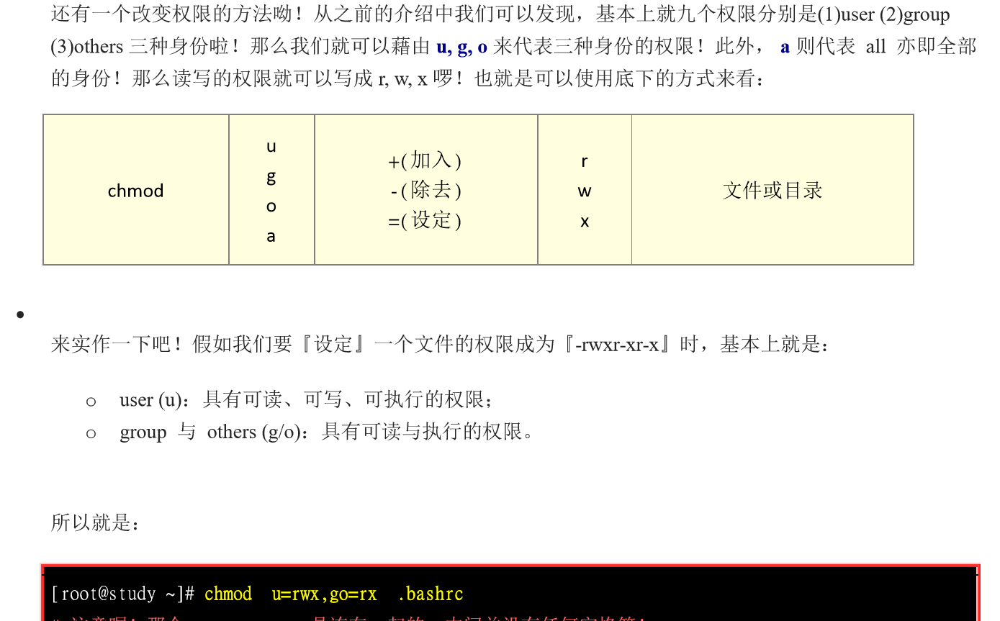 还有一个改变权限的方法呦！从之前的介绍中我们可以发现，基本上就九个权限分别是(1)user (2)group
(3)others 三种身份啦！那么我们就可以藉由 u, g, o 来代表三种身份的权限！此外， a 则代表 all 亦即全部
的身份！那么读写的权限就可以写成 r, w, x 啰！也就是可以使用底下的方式来看：
chmod
u
g
o
a
+(加入)
-(除去)
=(设定)
r
w
x
文件或目录
来实作一下吧！假如我们要『设定』一个文件的权限成为『-rwxr-xr-x』时，基本上就是：
o user (u)：具有可读、可写、可执行的权限；
o group 与 others (g/o)：具有可读与执行的权限。
所以就是：
[root@study ~]# chmod u=rwx,go=rx .bashrc